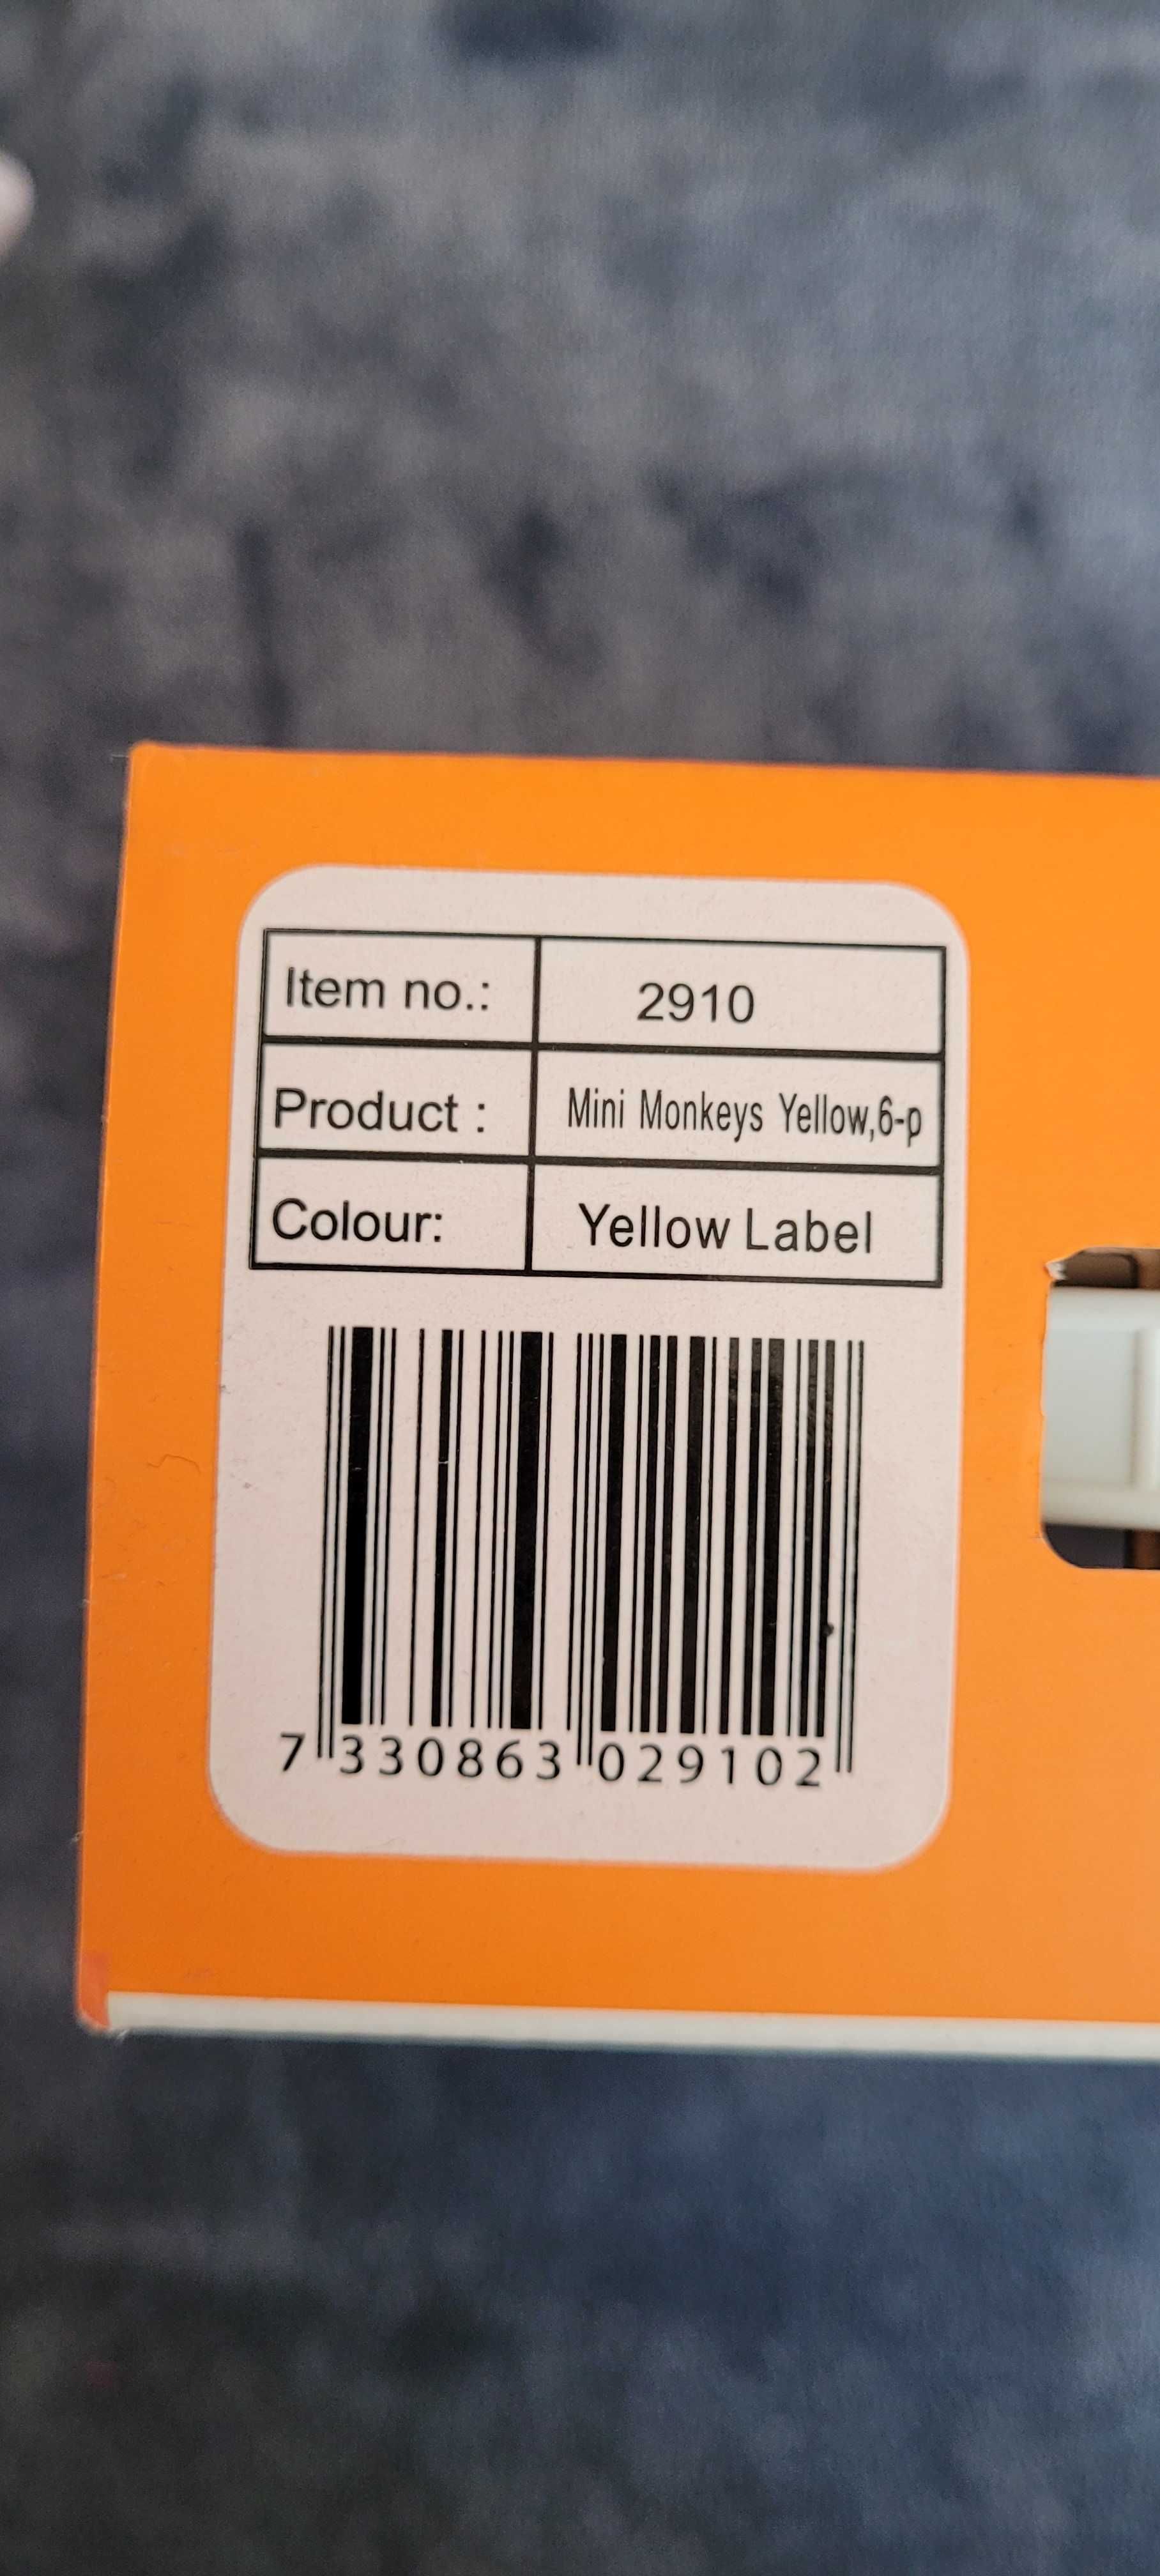 Item no.: 2910
Product : Mini Monkeys Yellow,6-p
Colour: Yellow Label
7 330863 029102